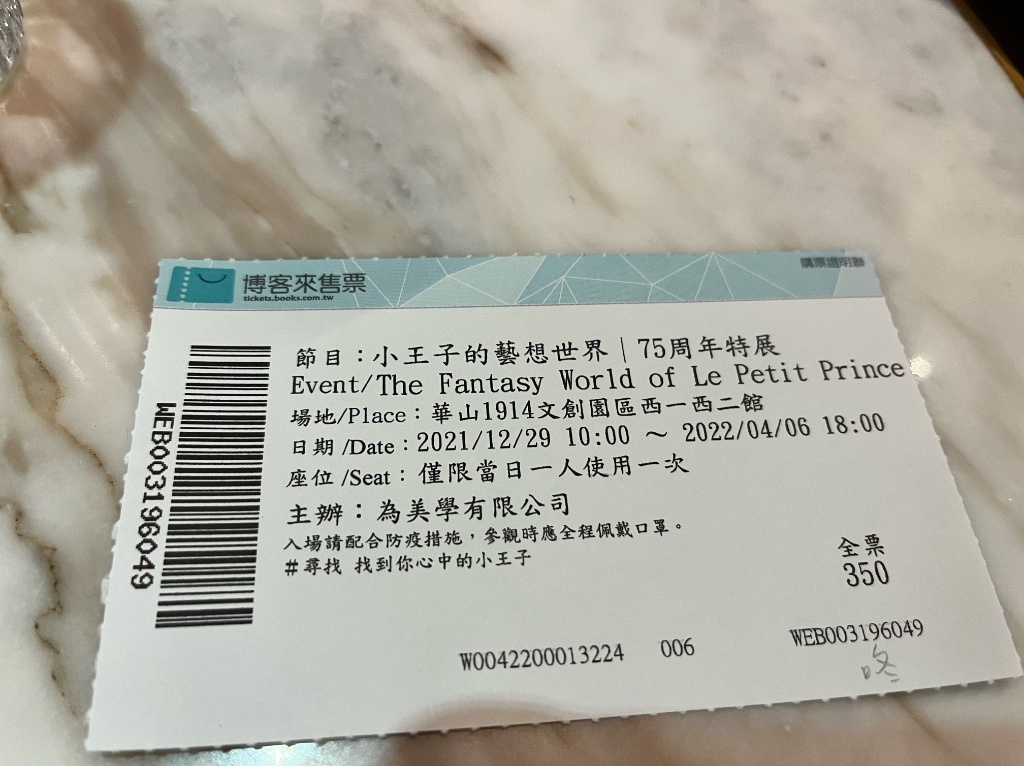 博客來售票
tickets.books.com.tw
購票證明聯
節目：小王子的藝想世界｜75周年特展
Event/The Fantasy World of Le Petit Prince
場地/Place：華山1914文創園區西一西二館
日期/Date：2021/12/29 10:00 ～ 2022/04/06 18:00
座位/Seat：僅限當日一人使用一次
主辦：為美學有限公司
入場請配合防疫措施，參觀時應全程佩戴口罩。
#尋找 找到你心中的小王子
全票
350
W0042200013224 006 WEB003196049
咚
WEB003196049